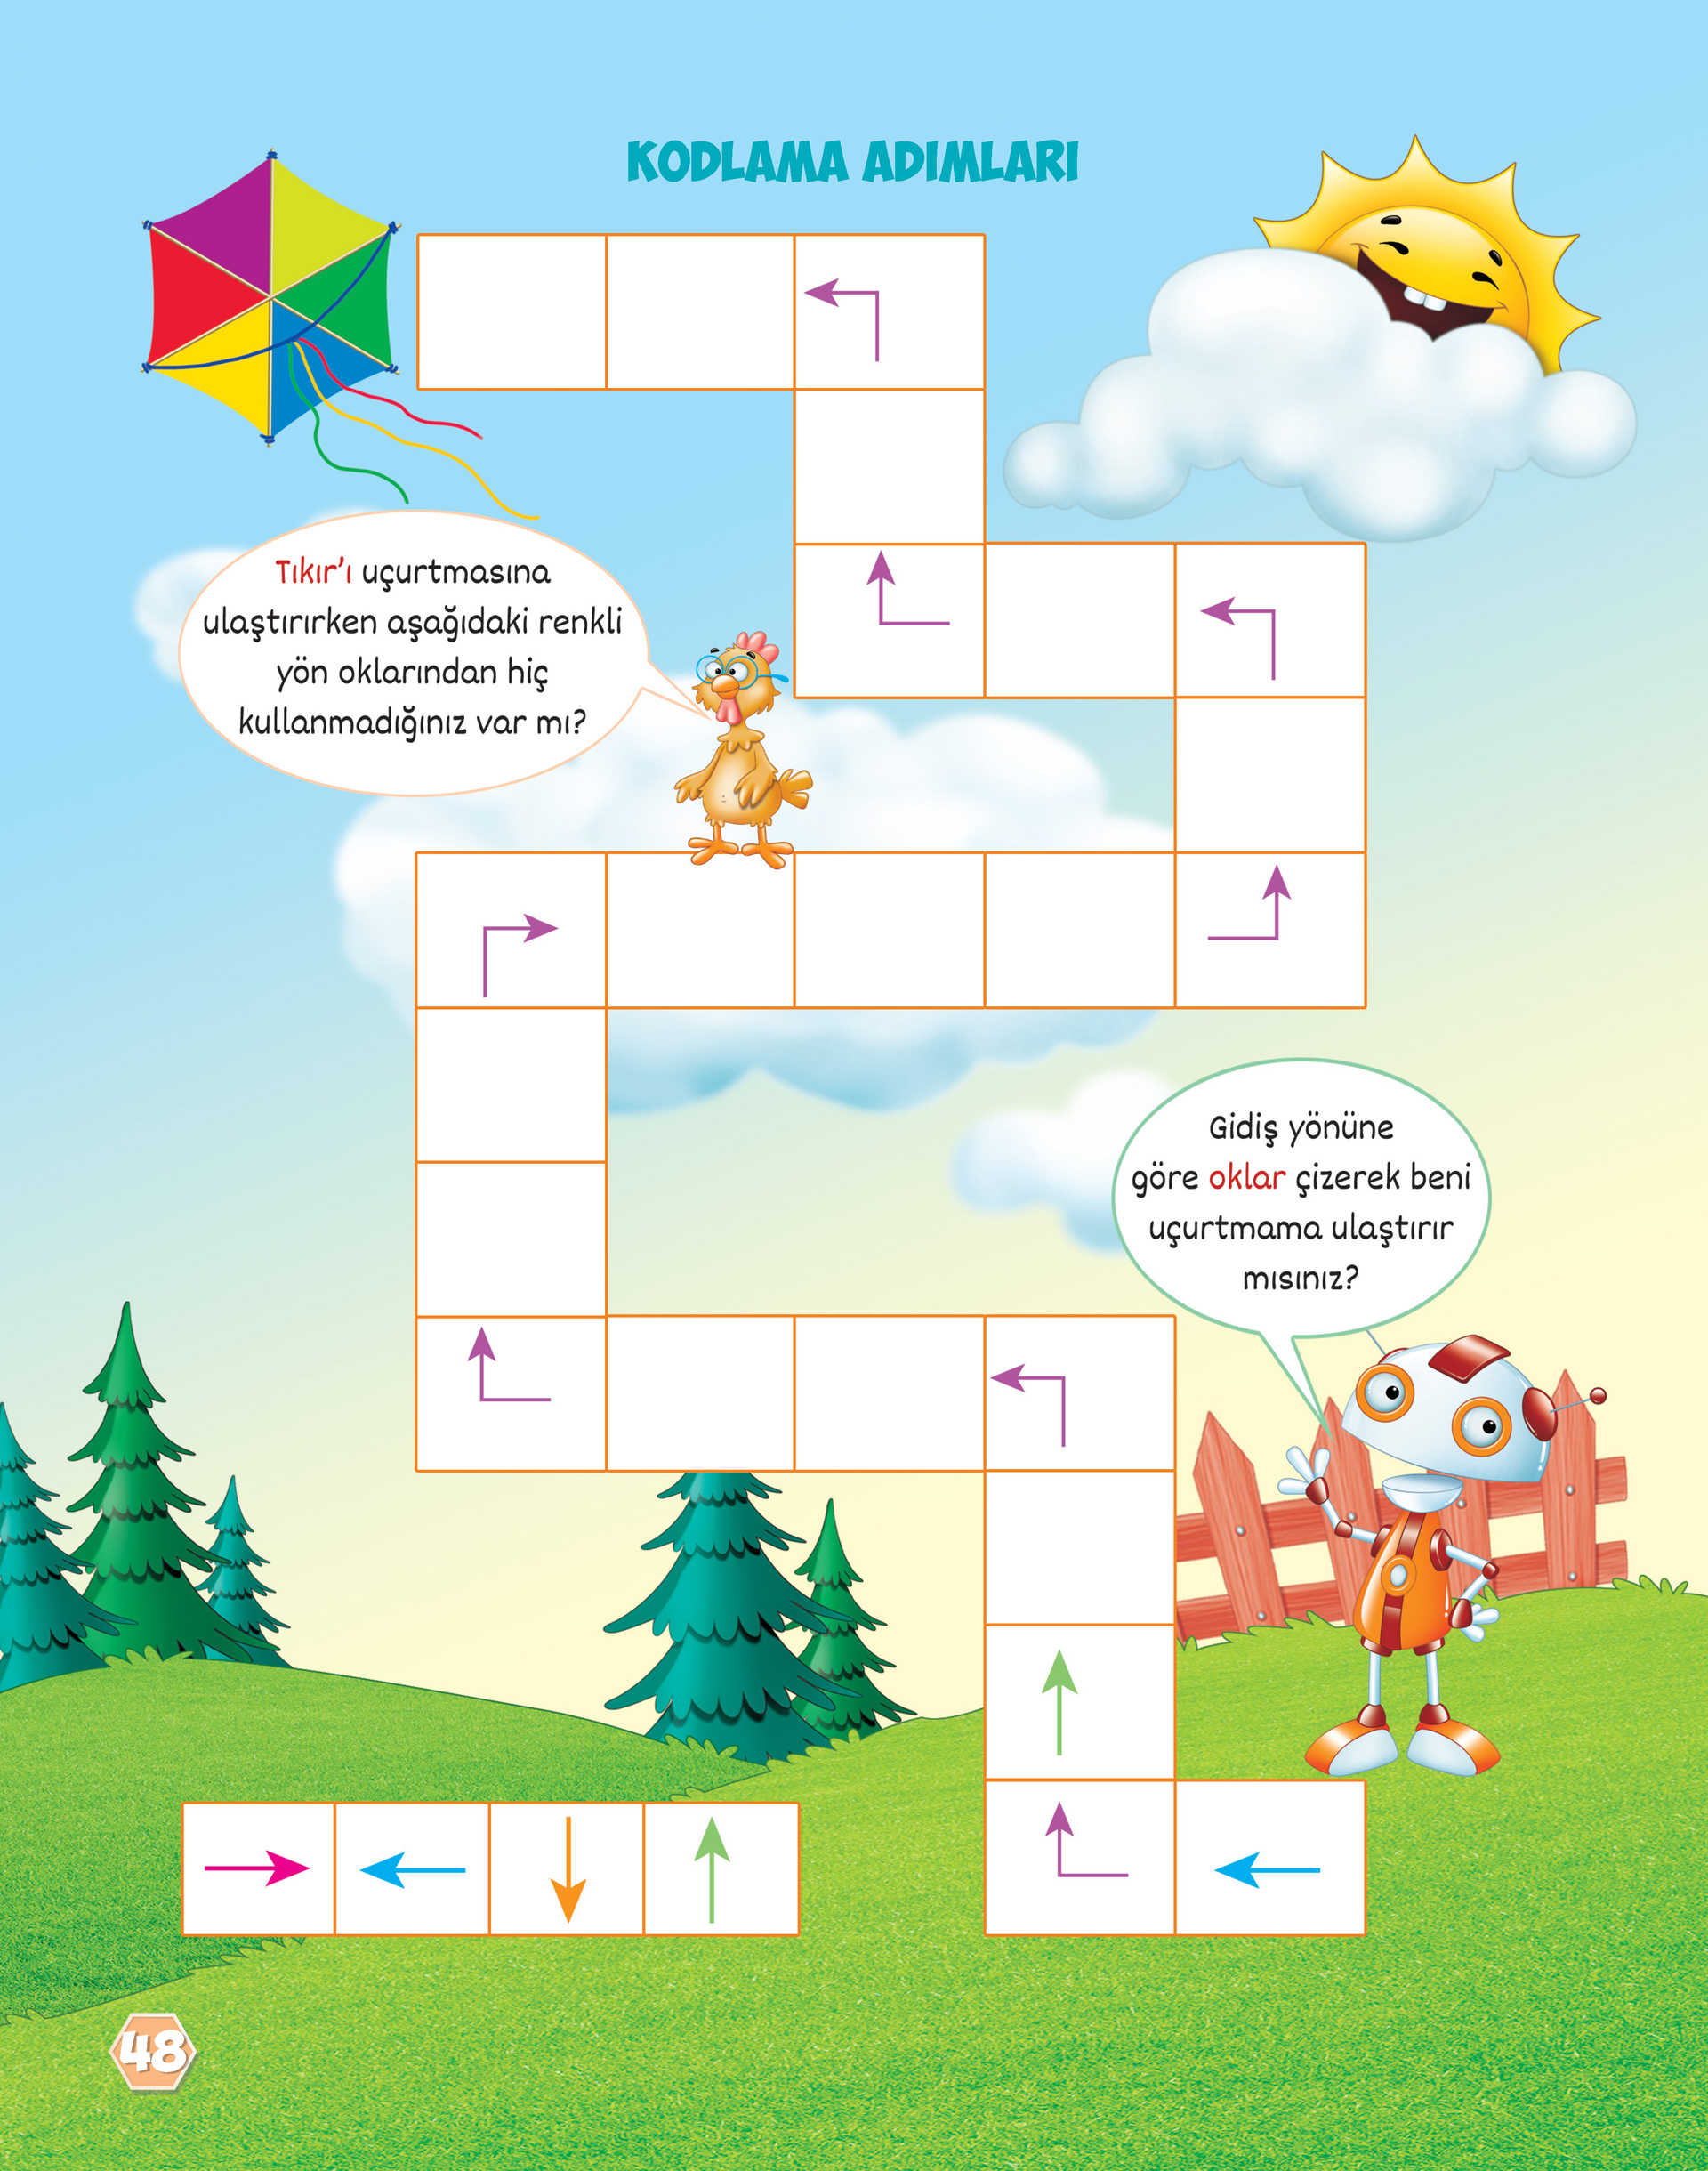 KODLAMA ADIMLARI
Tıkır'ı uçurtmasına
ulaştırırken aşağıdaki renkli
yön oklarından hiç
kullanmadığınız var mı?
Gidiş yönüne
göre oklar çizerek beni
uçurtmama ulaştırır
mısınız?
48